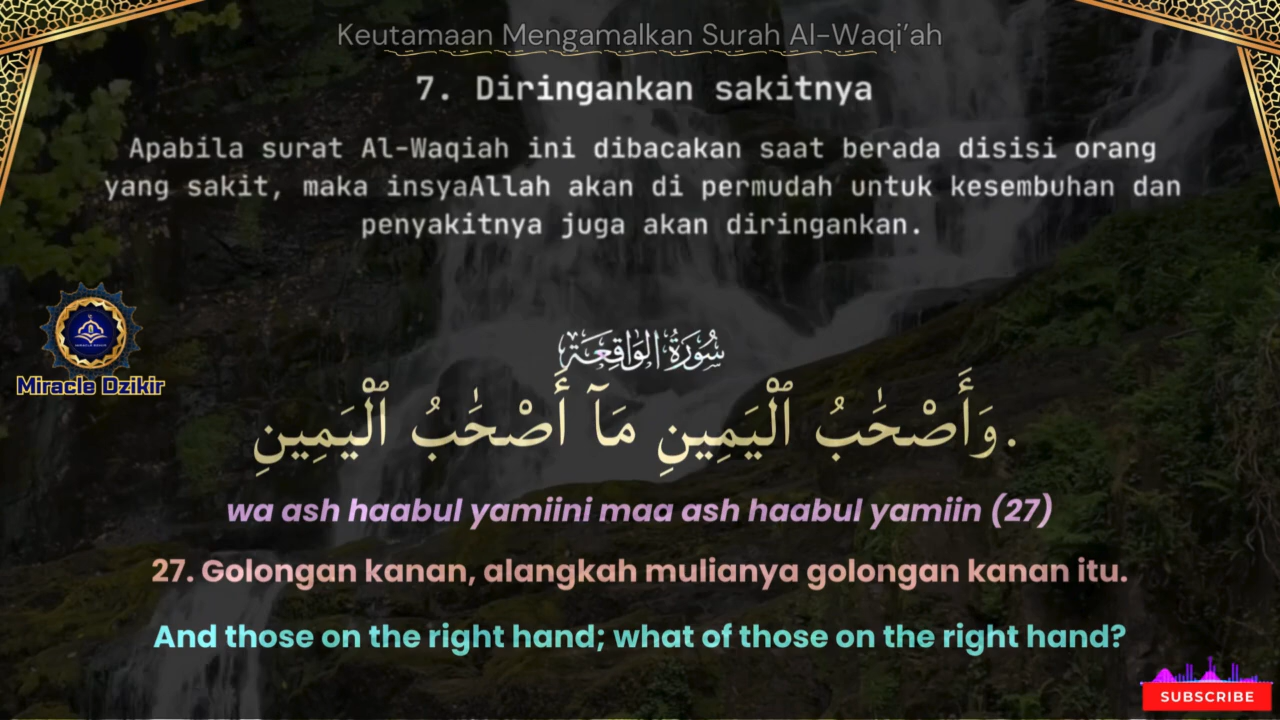 Keutamaan Mengamalkan Surah Al-Waqi’ah
7. Diringankan sakitnya
Apabila surat Al-Waqiah ini dibacakan saat berada disisi orang
yang sakit, maka insyaAllah akan di permudah untuk kesembuhan dan
penyakitnya juga akan diringankan.
سُورَةُ الوَاقِعَة
Miracle Dzikir
وَأَصْحَٰبُ ٱلْيَمِينِ مَآ أَصْحَٰبُ ٱلْيَمِينِ.
wa ash haabul yamiini maa ash haabul yamiin (27)
27. Golongan kanan, alangkah mulianya golongan kanan itu.
And those on the right hand; what of those on the right hand?
SUBSCRIBE